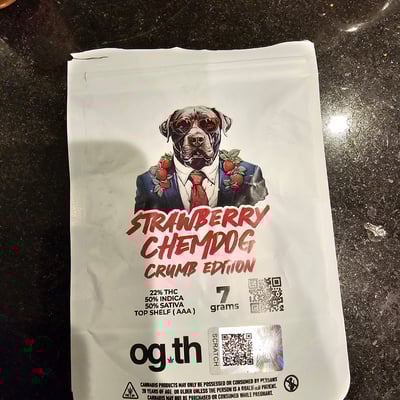 STRAWBERRY
CHEMDOG
CRUMB EDITION
22% THC
50% INDICA
50% SATIVA
TOP SHELF ( AAA )
7
grams
og.th
SCRATCH
CANNABIS PRODUCTS MAY ONLY BE POSSESSED OR CONSUMED BY PERSONS
20 YEARS OF AGE OR OLDER UNLESS THE PERSON IS A QUALIFIED PATIENT.
CANNABIS MAY NOT BE PURCHASED OR CONSUMED WHILE PREGNANT.